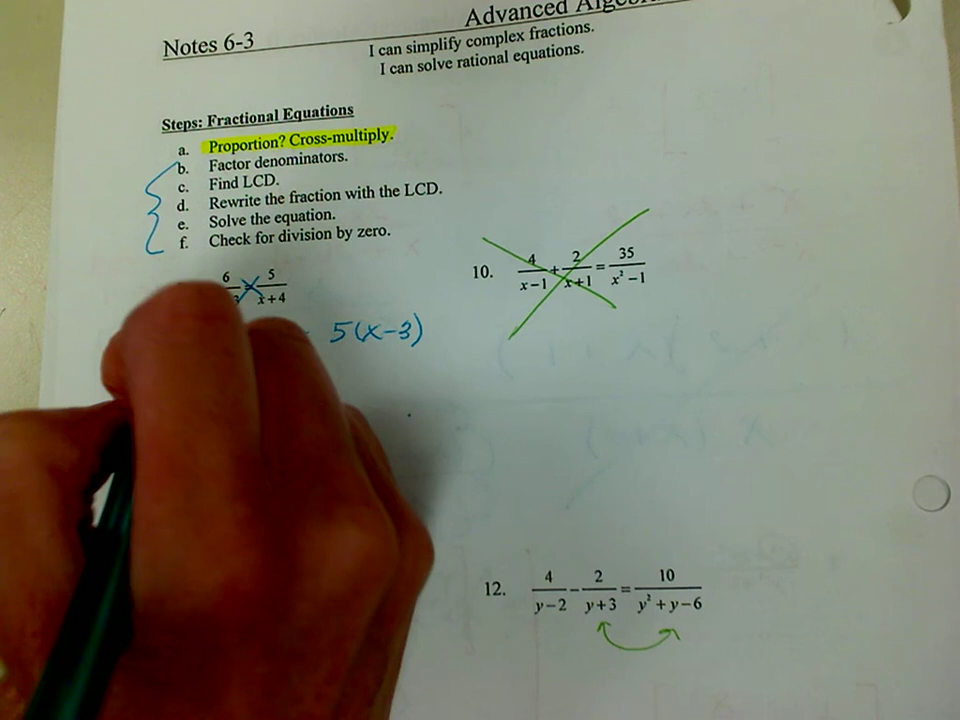 Advanced Algebra
Notes 6-3
I can simplify complex fractions.
I can solve rational equations.
Steps: Fractional Equations
a. Proportion? Cross-multiply.
b. Factor denominators.
c. Find LCD.
d. Rewrite the fraction with the LCD.
e. Solve the equation.
f. Check for division by zero.
6/3 = 5/x+4
5(x-3)
10. 4/x-1 + 2/x+1 = 35/x²-1
12. 4/y-2 - 2/y+3 = 10/y²+y-6